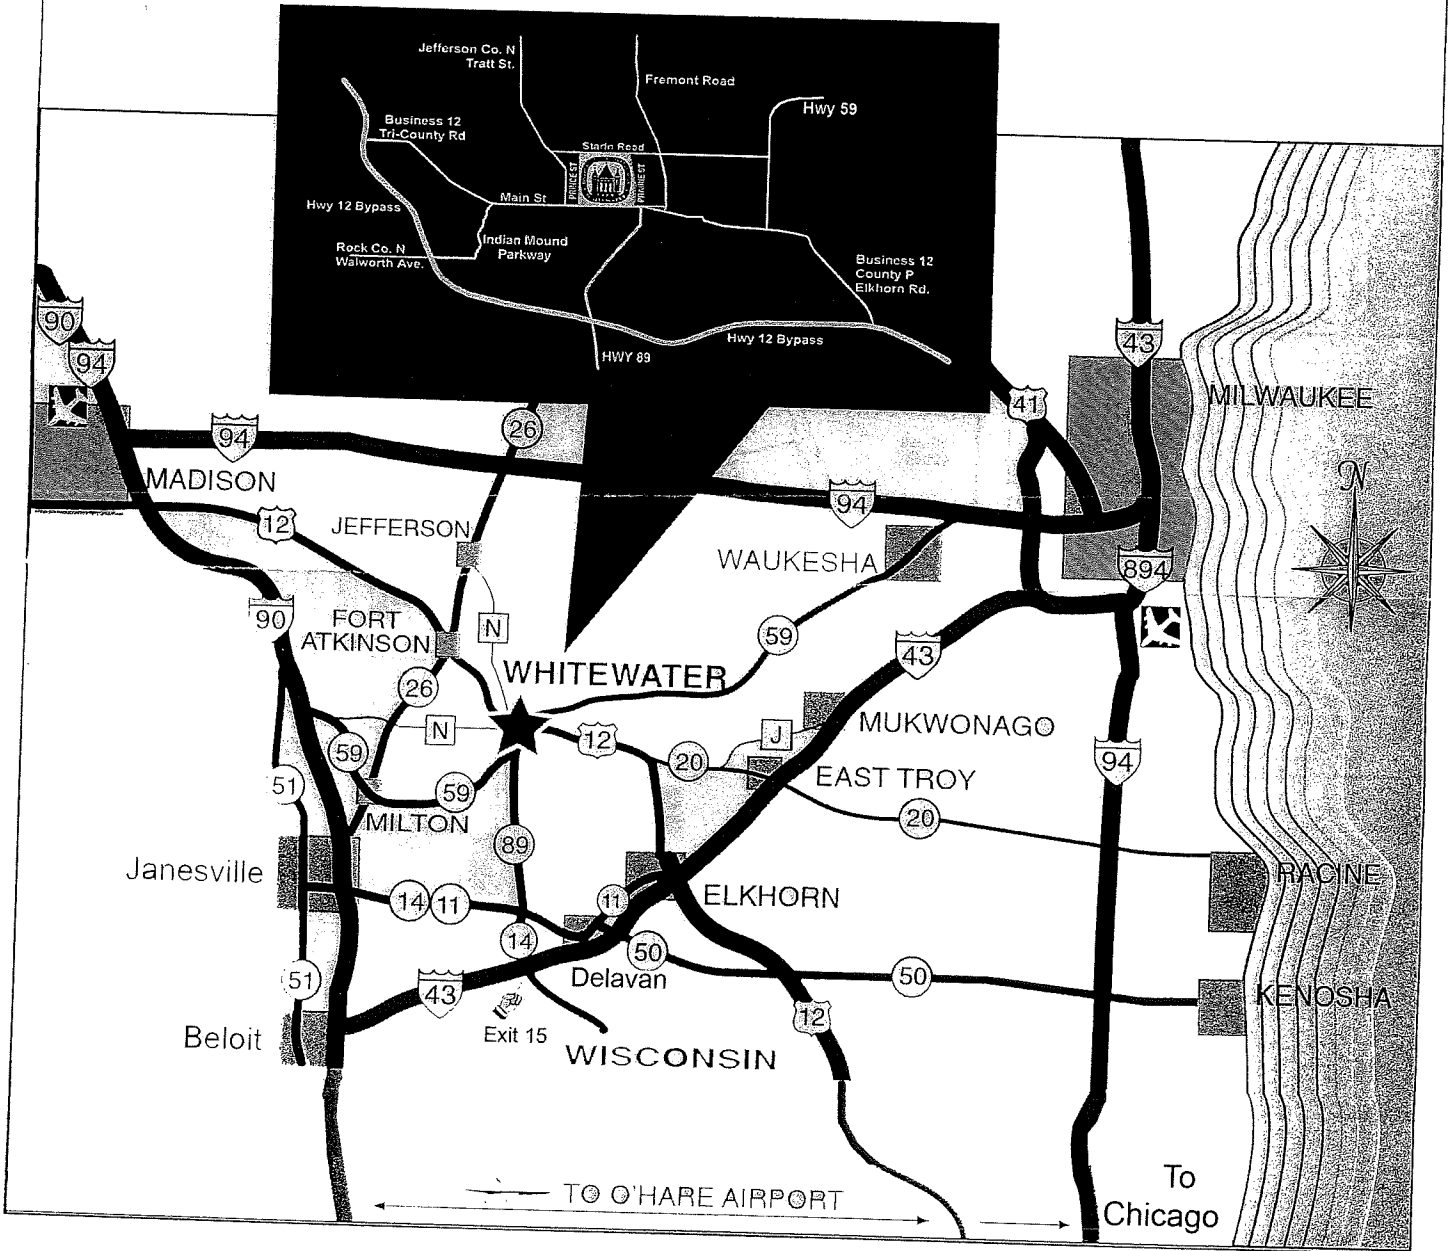 Jefferson Co. N
Tratt St.
Fremont Road
Hwy 59
Business 12
Tri-County Rd
Starin Road
PRINCE ST
PRAIRIE ST
Main St
Hwy 12 Bypass
Indian Mound
Parkway
Rock Co. N
Walworth Ave.
Business 12
County P
Elkhorn Rd.
Hwy 12 Bypass
HWY 89
90
94
43
41
MILWAUKEE
26
94
MADISON
94
N
12
JEFFERSON
WAUKESHA
894
90
FORT
ATKINSON
N
59
43
WHITEWATER
26
N
12
J
MUKWONAGO
59
20
94
51
59
EAST TROY
20
MILTON
89
Janesville
RACINE
14
11
11
ELKHORN
14
50
51
43
Delavan
50
KENOSHA
12
Beloit
Exit 15
WISCONSIN
To
Chicago
TO O'HARE AIRPORT